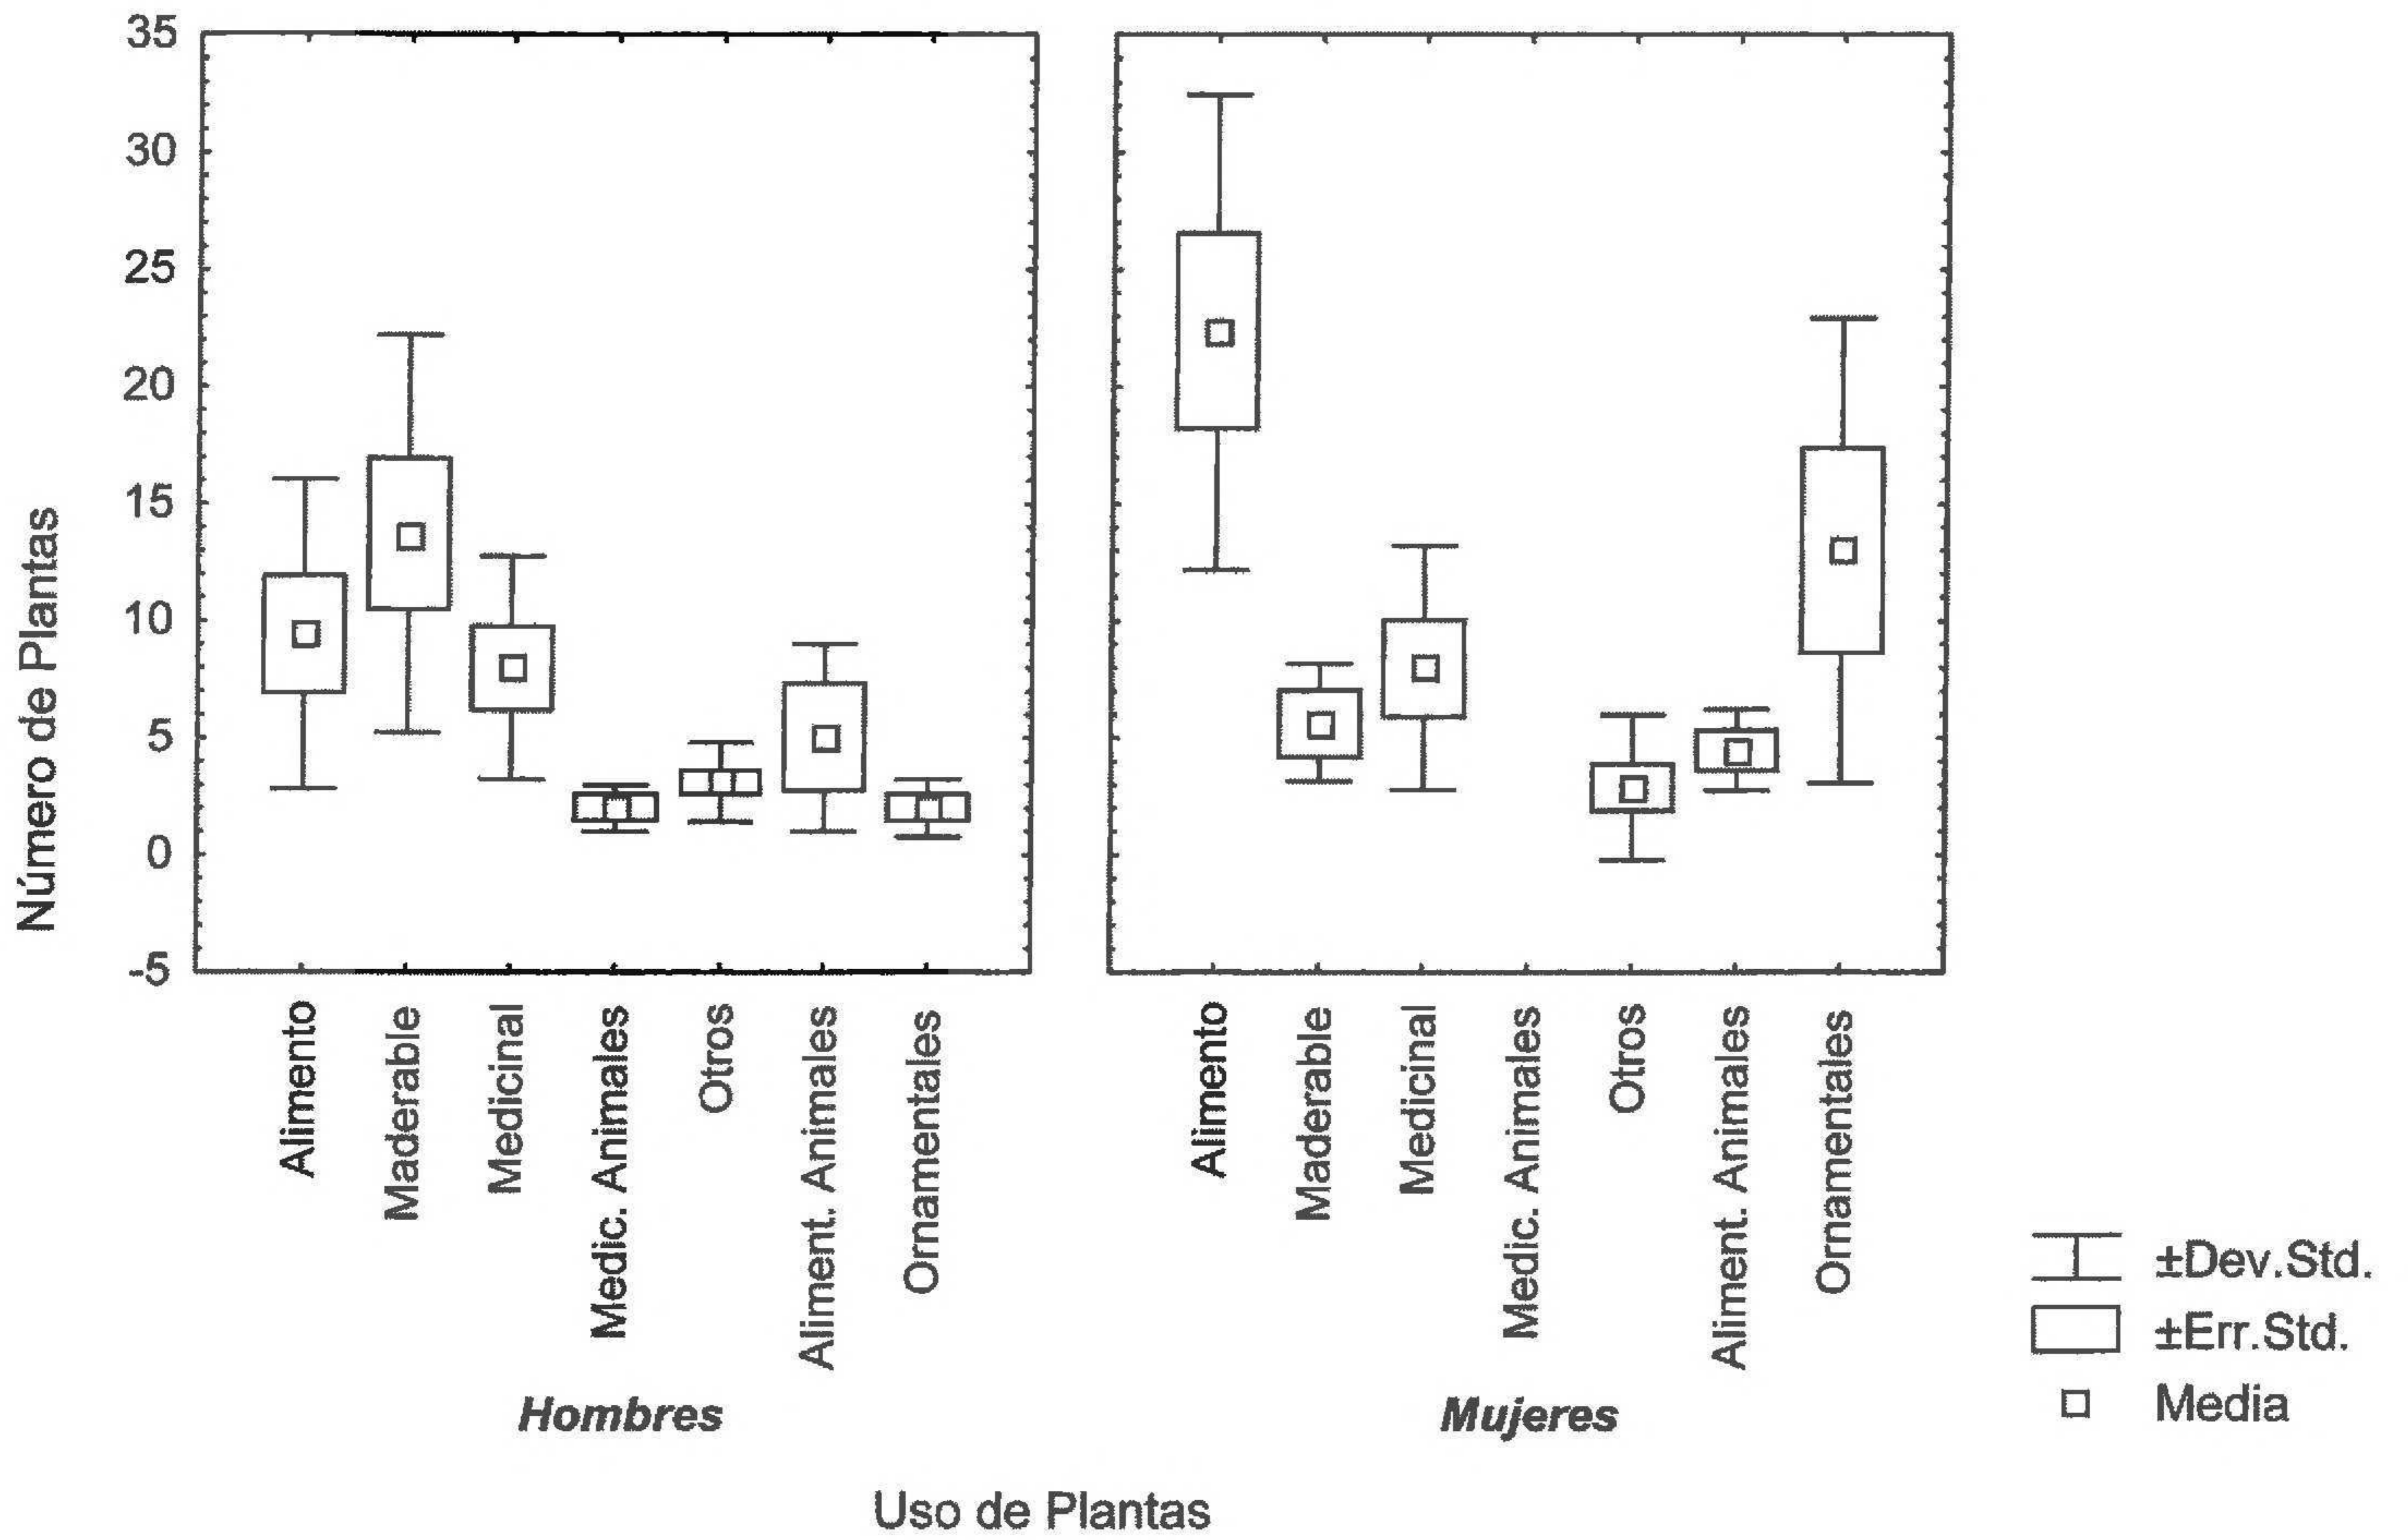 Número de Plantas
35
30
25
20
15
10
5
0
-5
Alimento
Maderable
Medicinal
Medic. Animales
Otros
Aliment. Animales
Ornamentales
Alimento
Maderable
Medicinal
Medic. Animales
Otros
Aliment. Animales
Ornamentales
Hombres
Mujeres
Uso de Plantas
±Dev.Std.
±Err.Std.
Media